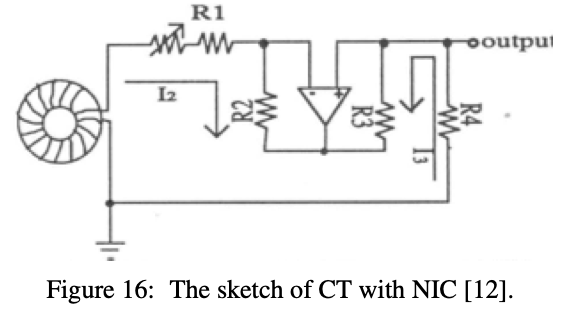 R1
output
I2
R2
- +
R3
R4
I3
Figure 16: The sketch of CT with NIC [12].